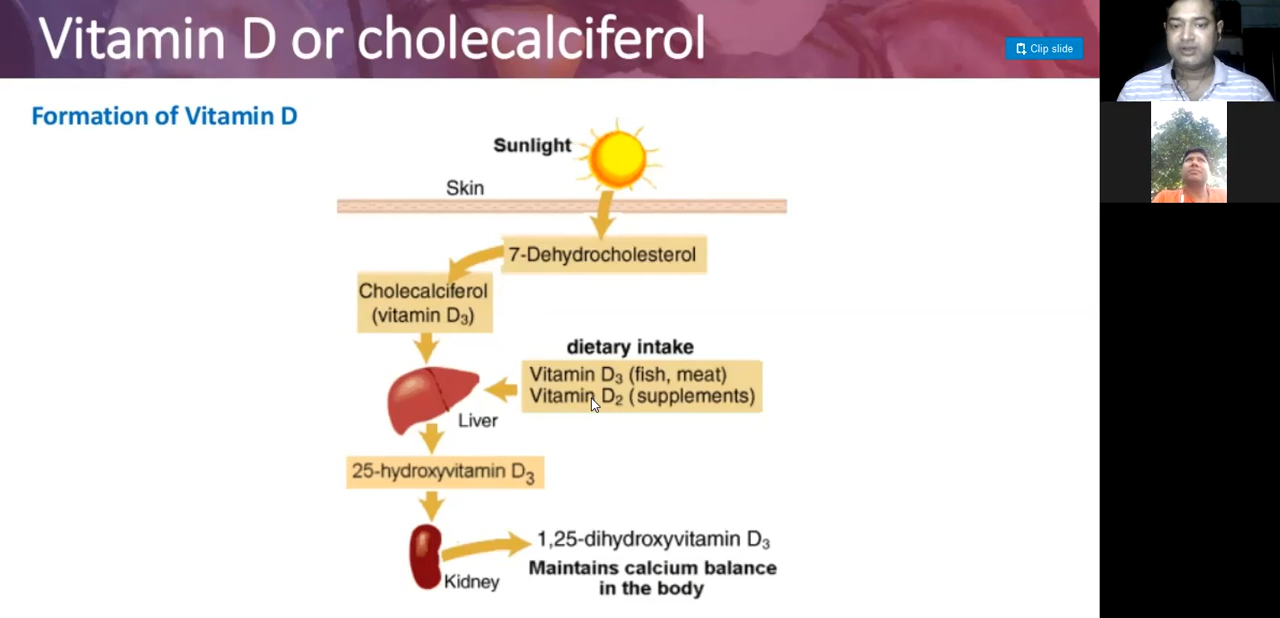 Vitamin D or cholecalciferol
Clip slide
Formation of Vitamin D
Sunlight
Skin
7-Dehydrocholesterol
Cholecalciferol
(vitamin D₃)
dietary intake
Vitamin D₃ (fish, meat)
Vitamin D₂ (supplements)
Liver
25-hydroxyvitamin D₃
1,25-dihydroxyvitamin D₃
Kidney
Maintains calcium balance
in the body